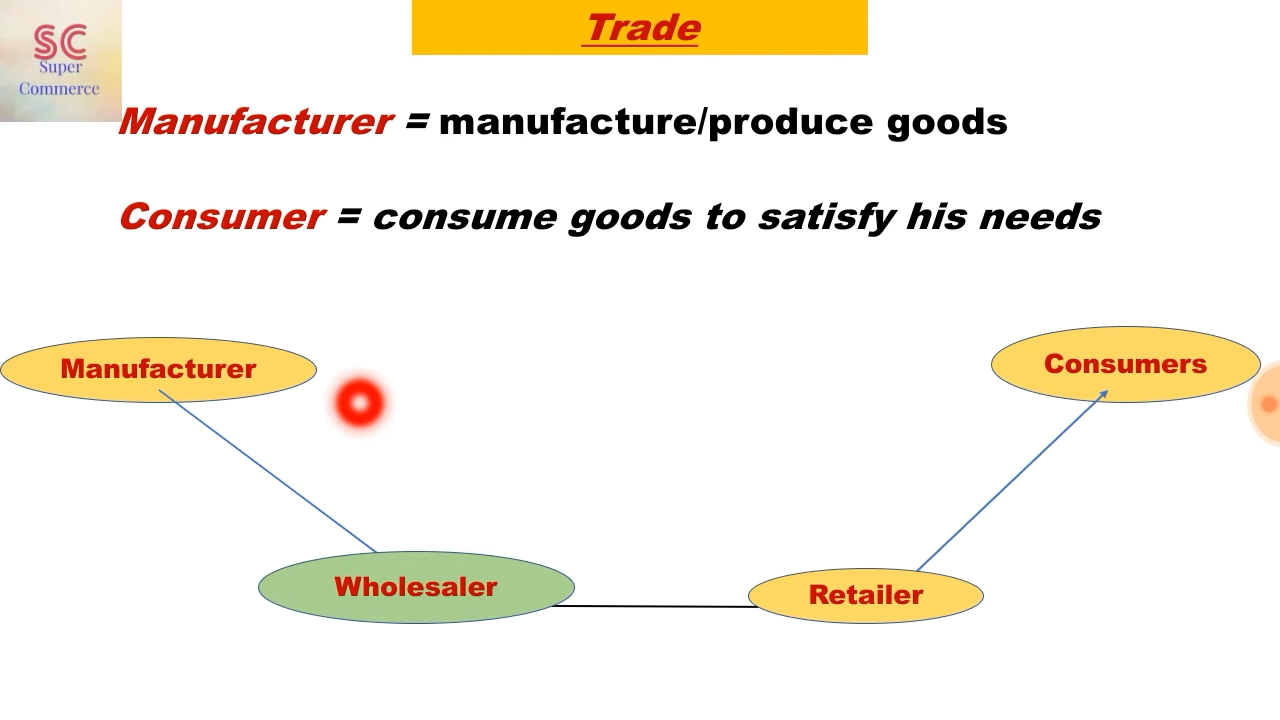 SC
Super
Commerce
Trade
Manufacturer = manufacture/produce goods
Consumer = consume goods to satisfy his needs
Manufacturer
Consumers
Wholesaler
Retailer